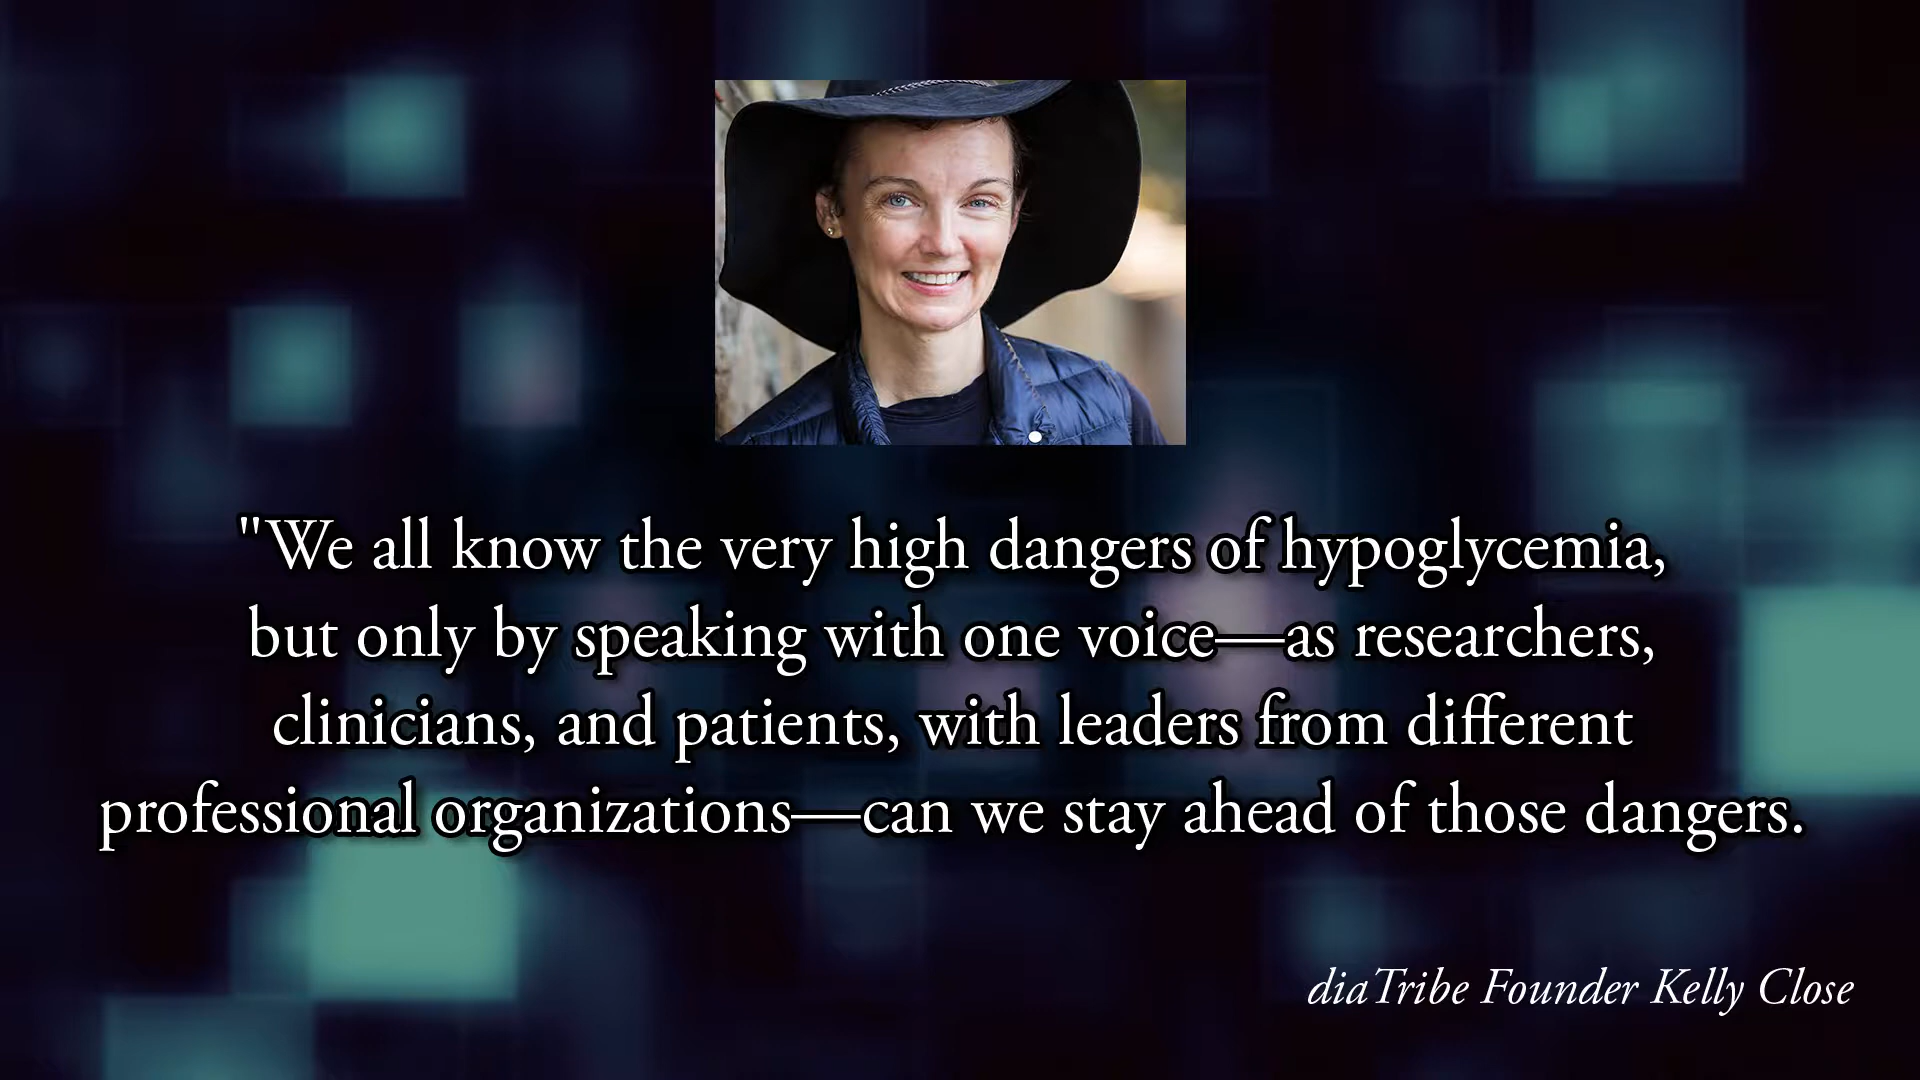 "We all know the very high dangers of hypoglycemia,
but only by speaking with one voice—as researchers,
clinicians, and patients, with leaders from different
professional organizations—can we stay ahead of those dangers.
diaTribe Founder Kelly Close